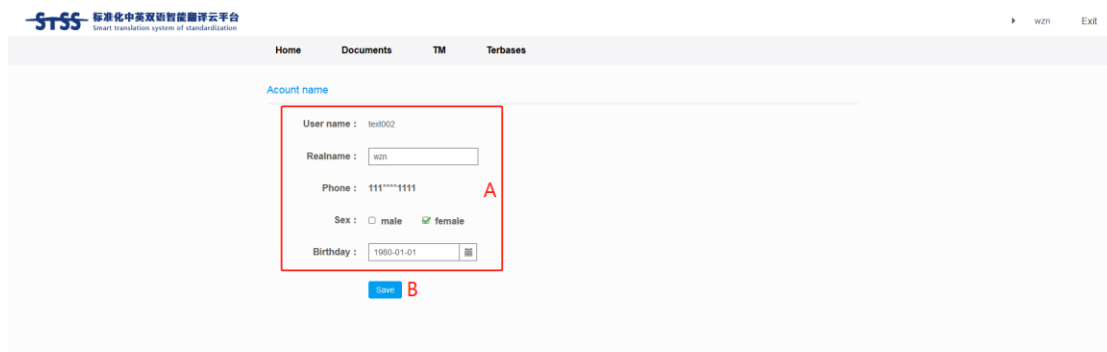 STSS 标准化中英双语智能翻译云平台
Smart translation system of standardization
wzn Exit
Home Documents TM Terbases
Acount name
User name : text002
Realname : wzn
Phone : 111****1111
A
Sex : male female
Birthday : 1980-01-01
Save B